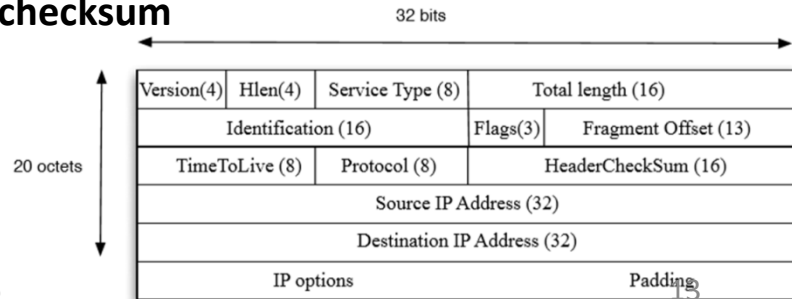 checksum
32 bits
Version(4) Hlen(4) Service Type (8) Total length (16)
Identification (16) Flags(3) Fragment Offset (13)
20 octets
TimeToLive (8) Protocol (8) HeaderCheckSum (16)
Source IP Address (32)
Destination IP Address (32)
IP options Padding
13